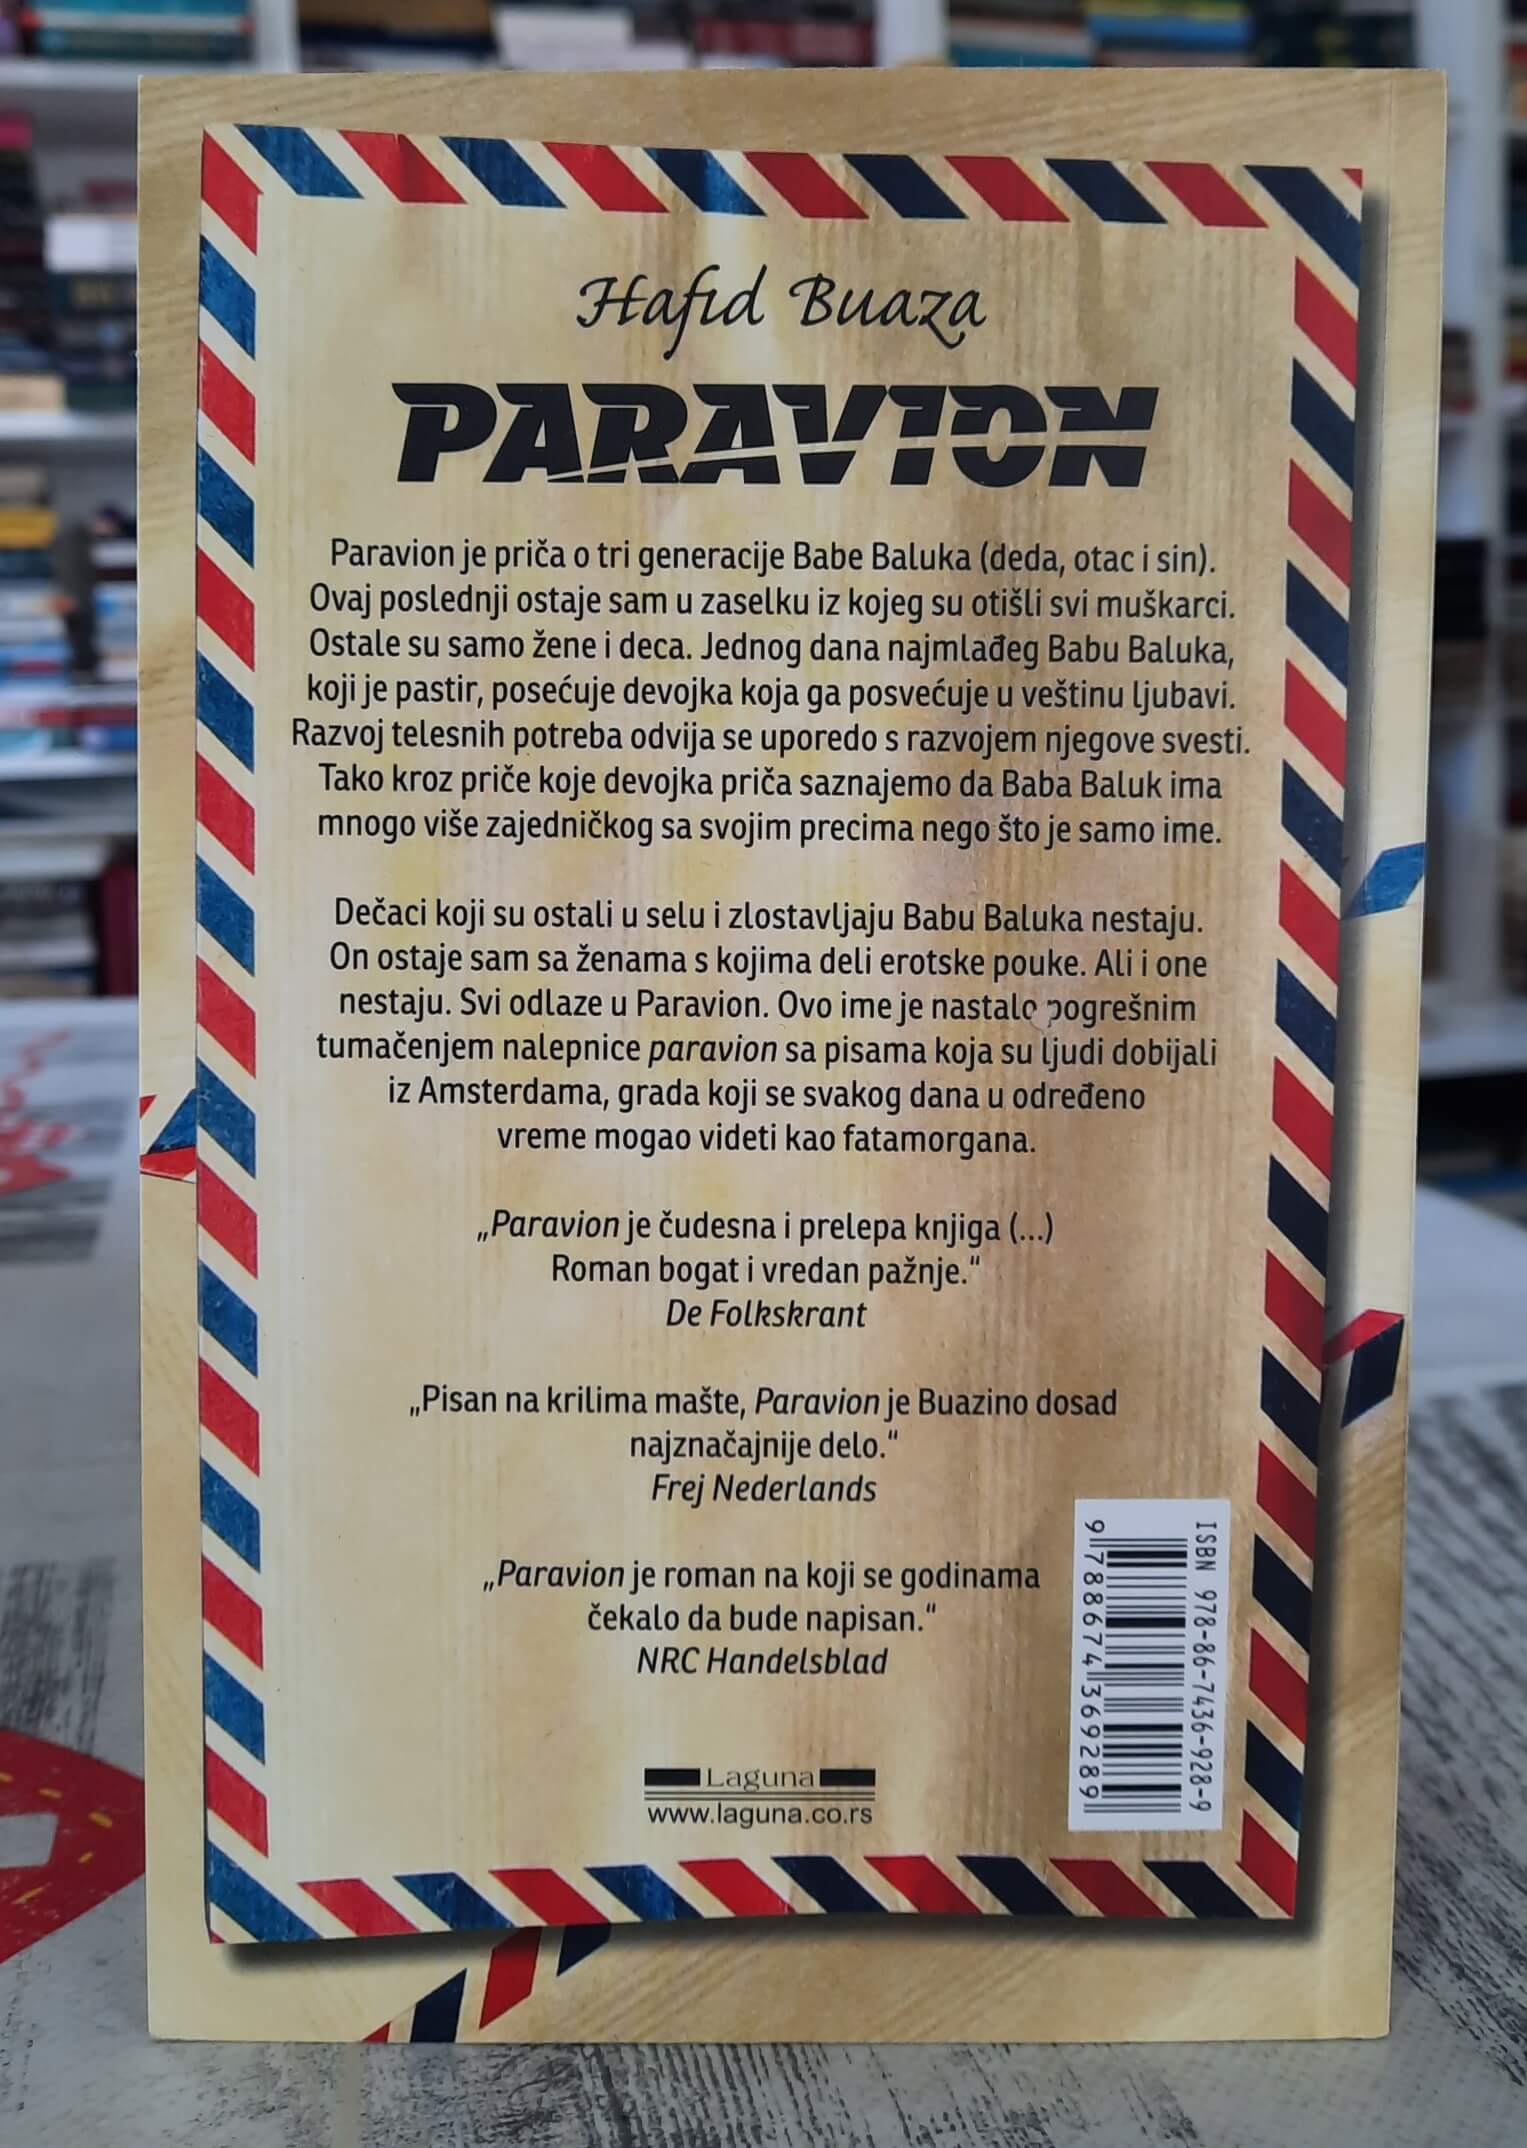 Hafid Buaza
PARAVION
Paravion je priča o tri generacije Babe Baluka (deda, otac i sin).
Ovaj poslednji ostaje sam u zaselku iz kojeg su otišli svi muškarci.
Ostale su samo žene i deca. Jednog dana najmlađeg Babu Baluka,
koji je pastir, posećuje devojka koja ga posvećuje u veštinu ljubavi.
Razvoj telesnih potreba odvija se uporedo s razvojem njegove svesti.
Tako kroz priče koje devojka priča saznajemo da Baba Baluk ima
mnogo više zajedničkog sa svojim precima nego što je samo ime.
Dečaci koji su ostali u selu i zlostavljaju Babu Baluka nestaju.
On ostaje sam sa ženama s kojima deli erotske pouke. Ali i one
nestaju. Svi odlaze u Paravion. Ovo ime je nastalo pogrešnim
tumačenjem nalepnice paravion sa pisama koja su ljudi dobijali
iz Amsterdama, grada koji se svakog dana u određeno
vreme mogao videti kao fatamorgana.
„Paravion je čudesna i prelepa knjiga (...)
Roman bogat i vredan pažnje.“
De Folkskrant
„Pisan na krilima mašte, Paravion je Buazino dosad
najznačajnije delo.“
Frej Nederlands
„Paravion je roman na koji se godinama
čekalo da bude napisan.“
NRC Handelsblad
Laguna
www.laguna.co.rs
ISBN 978-86-7436-928-9
9788674369289